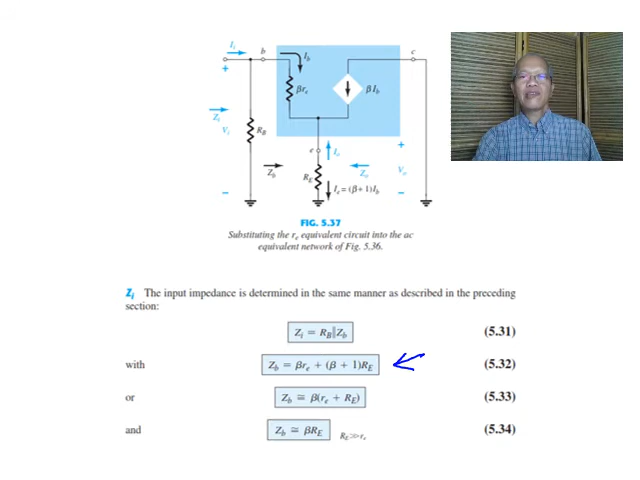 I_i
b
I_b
c
βr_e
βI_b
+
Z_i
V_i
R_B
e
I_o
+
Z_b
R_E
Z_o
V_o
I_e = (β + 1)I_b
–
–
FIG. 5.37
Substituting the r_e equivalent circuit into the ac
equivalent network of Fig. 5.36.
Z_i The input impedance is determined in the same manner as described in the preceding
section:
Z_i = R_B||Z_b (5.31)
with Z_b = βr_e + (β + 1)R_E (5.32)
or Z_b ≅ β(r_e + R_E) (5.33)
and Z_b ≅ βR_E R_E >> r_e (5.34)